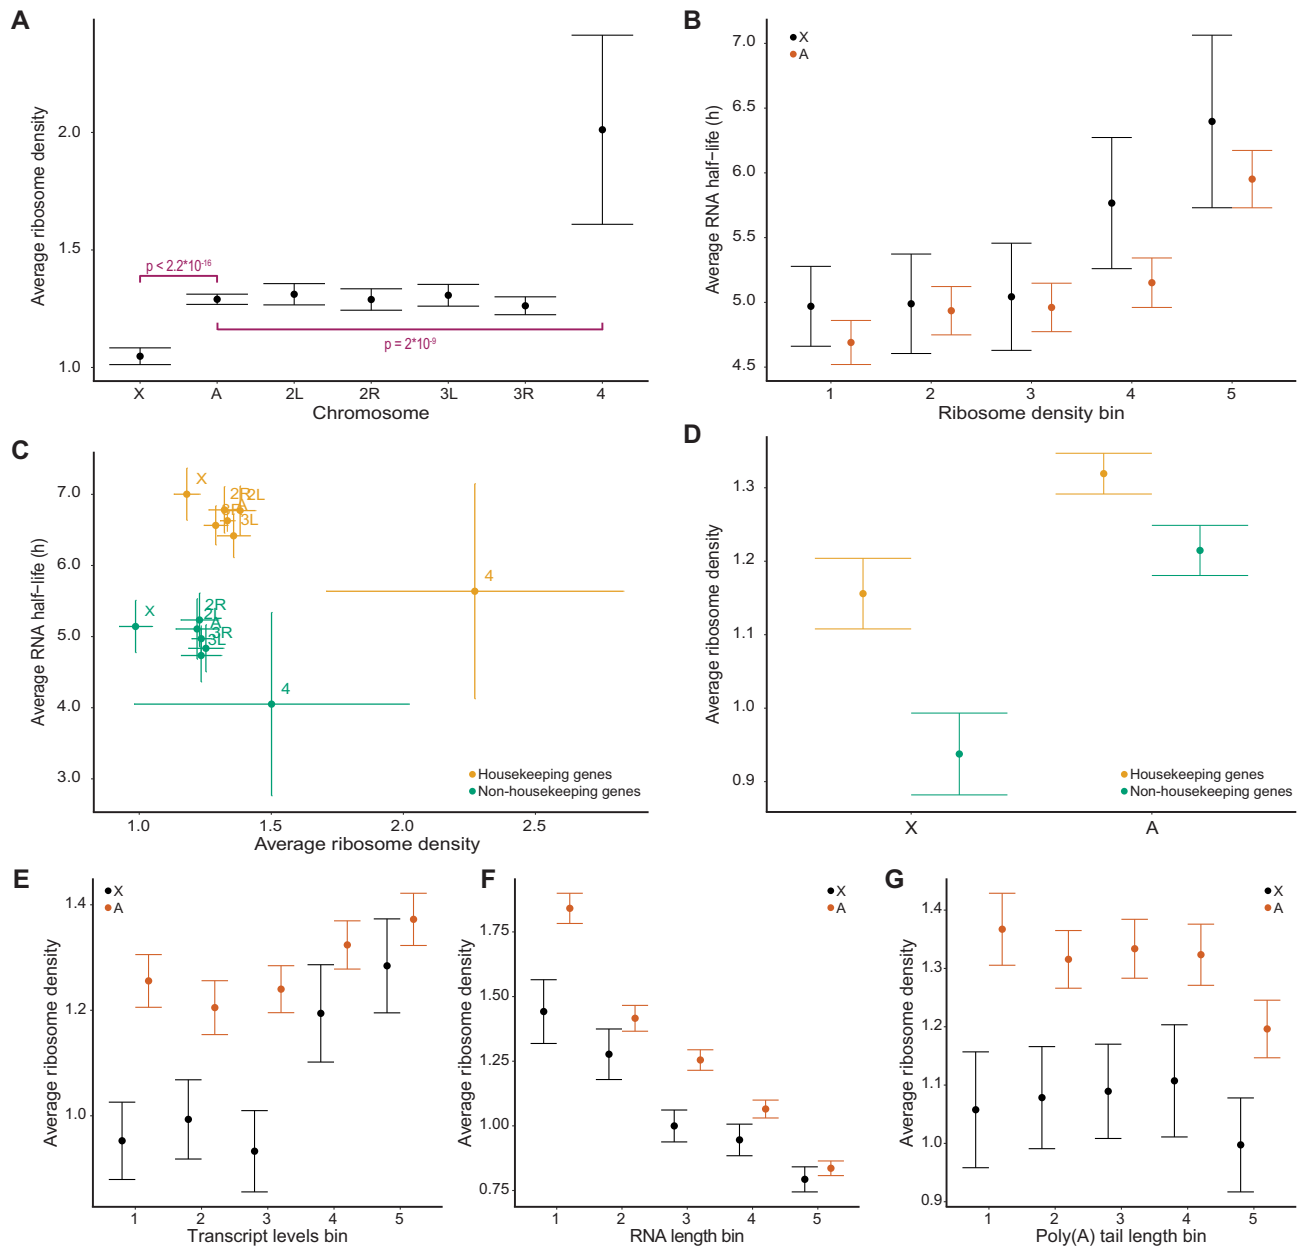 A
Average ribosome density
2.0
1.5
1.0
p < 2.2*10-16
p = 2*10-9
X A 2L 2R 3L 3R 4
Chromosome
B
X
A
Average RNA half−life (h)
7.0
6.5
6.0
5.5
5.0
4.5
1 2 3 4 5
Ribosome density bin
C
Average RNA half−life (h)
7.0
6.0
5.0
4.0
3.0
X
2R
2L
A
3R
3L
4
X
2R
2L
A
3R
3L
4
Housekeeping genes
Non-housekeeping genes
1.0 1.5 2.0 2.5
Average ribosome density
D
Average ribosome density
1.3
1.2
1.1
1.0
0.9
Housekeeping genes
Non-housekeeping genes
X A
E
X
A
Average ribosome density
1.4
1.2
1.0
1 2 3 4 5
Transcript levels bin
F
X
A
Average ribosome density
1.75
1.50
1.25
1.00
0.75
1 2 3 4 5
RNA length bin
G
X
A
Average ribosome density
1.4
1.3
1.2
1.1
1.0
0.9
1 2 3 4 5
Poly(A) tail length bin